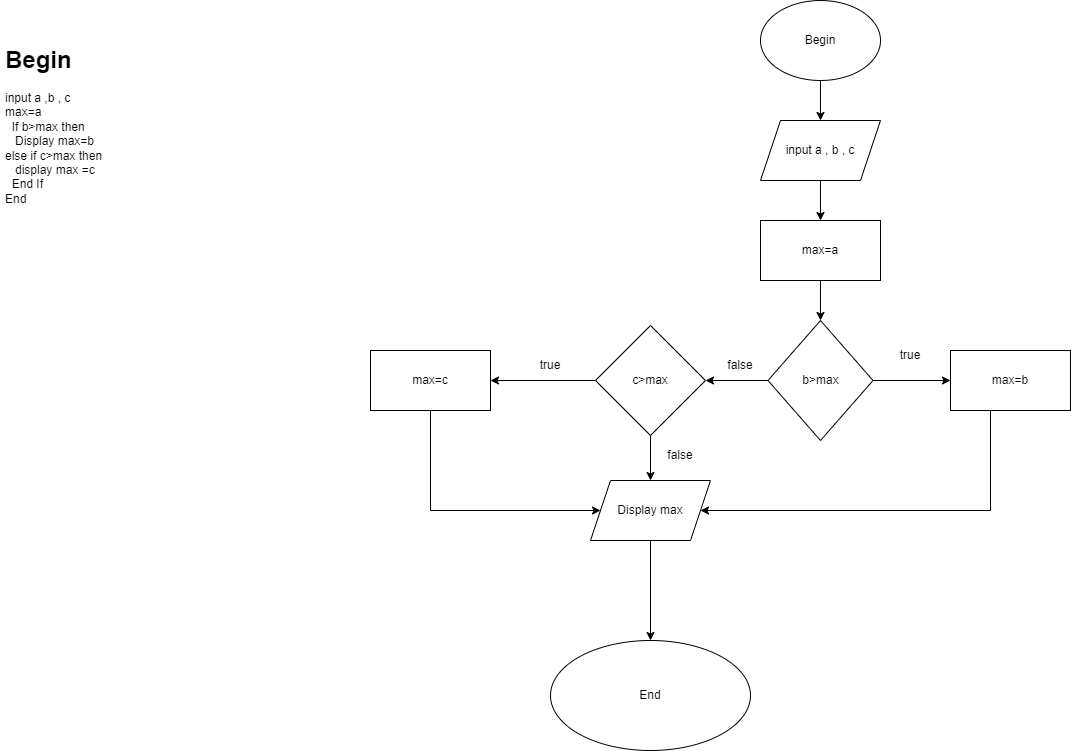 Begin
input a ,b , c
max=a
If b>max then
Display max=b
else if c>max then
display max =c
End If
End
Begin
input a , b , c
max=a
b>max
true
max=b
false
c>max
true
max=c
false
Display max
End